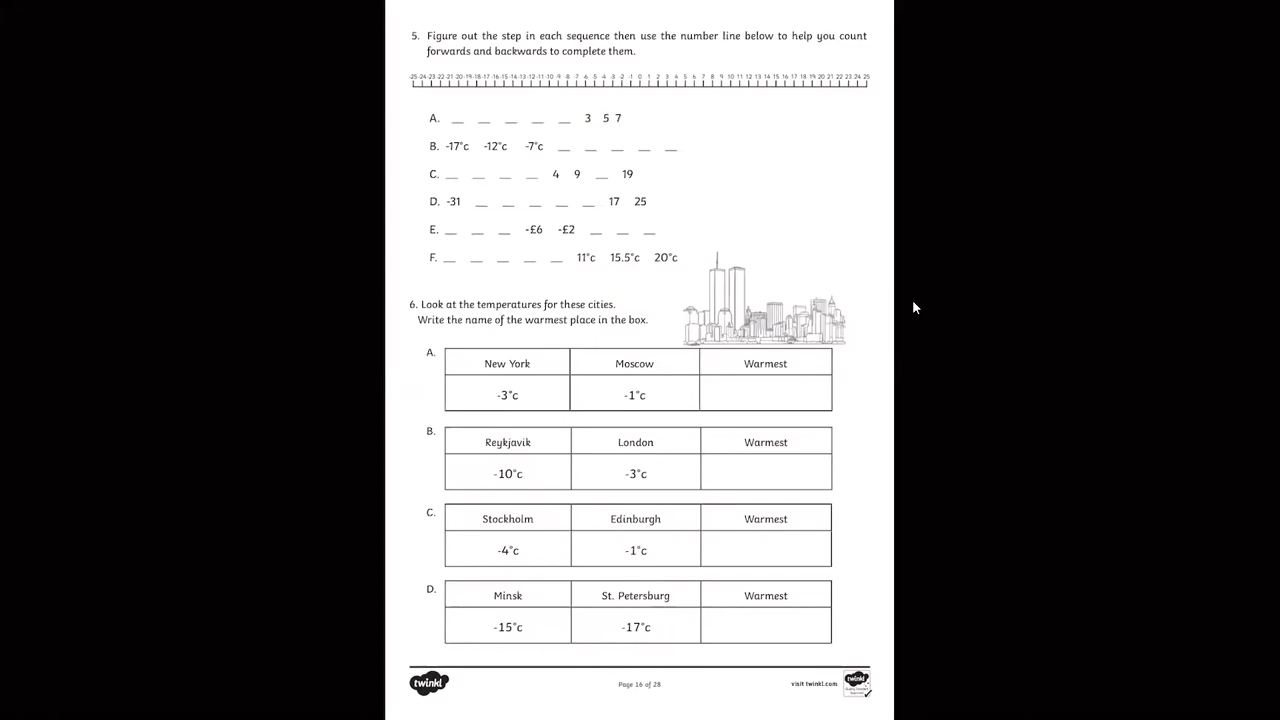 5. Figure out the step in each sequence then use the number line below to help you count
forwards and backwards to complete them.
-25 -24 -23 -22 -21 -20 -19 -18 -17 -16 -15 -14 -13 -12 -11 -10 -9 -8 -7 -6 -5 -4 -3 -2 -1 0 1 2 3 4 5 6 7 8 9 10 11 12 13 14 15 16 17 18 19 20 21 22 23 24 25
A. __ __ __ __ __ 3 5 7
B. -17°c -12°c -7°c __ __ __ __ __
C. __ __ __ __ 4 9 __ 19
D. -31 __ __ __ __ __ 17 25
E. __ __ __ -£6 -£2 __ __ __
F. __ __ __ __ __ 11°c 15.5°c 20°c
6. Look at the temperatures for these cities.
Write the name of the warmest place in the box.
A.
New York Moscow Warmest
-3°c -1°c
B.
Reykjavik London Warmest
-10°c -3°c
C.
Stockholm Edinburgh Warmest
-4°c -1°c
D.
Minsk St. Petersburg Warmest
-15°c -17°c
twinkl Page 16 of 28 visit twinkl.com twinkl